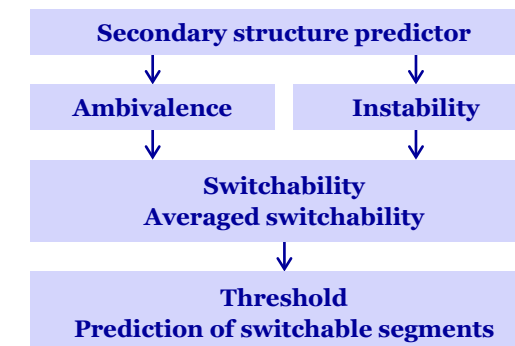 Secondary structure predictor
Ambivalence
Instability
Switchability
Averaged switchability
Threshold
Prediction of switchable segments